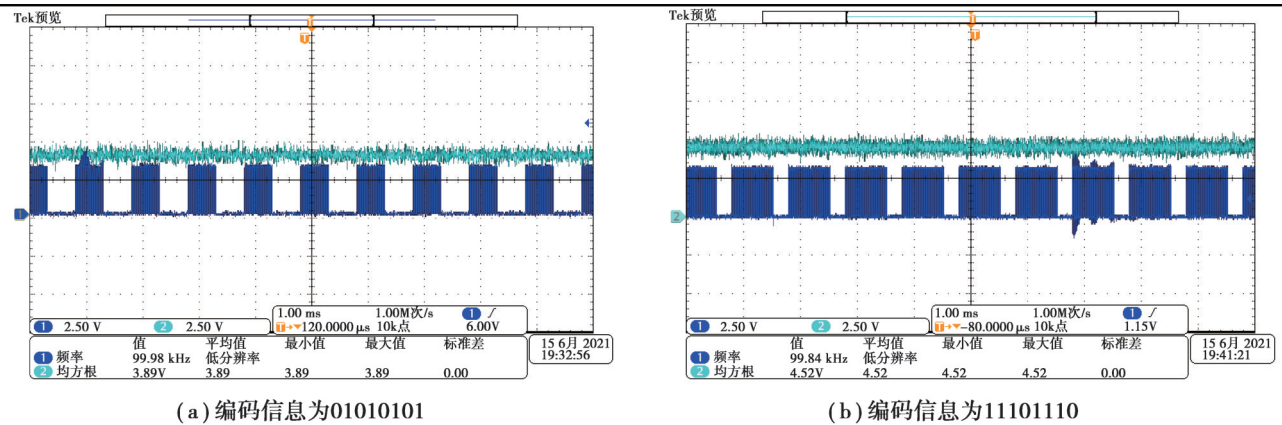 Tek预览
T
T
1
1.00 ms 1.00M次/s 1
1 2.50 V 2 2.50 V T→▼120.0000 μs 10k点 6.00V
值 平均值 最小值 最大值 标准差
1 频率 99.98 kHz 低分辨率
2 均方根 3.89V 3.89 3.89 3.89 0.00
15 6月 2021
19:32:56
(a)编码信息为01010101
Tek预览
T
T
2
1.00 ms 1.00M次/s 1
1 2.50 V 2 2.50 V T→▼-80.0000 μs 10k点 1.15V
值 平均值 最小值 最大值 标准差
1 频率 99.84 kHz 低分辨率
2 均方根 4.52V 4.52 4.52 4.52 0.00
15 6月 2021
19:41:21
(b)编码信息为11101110